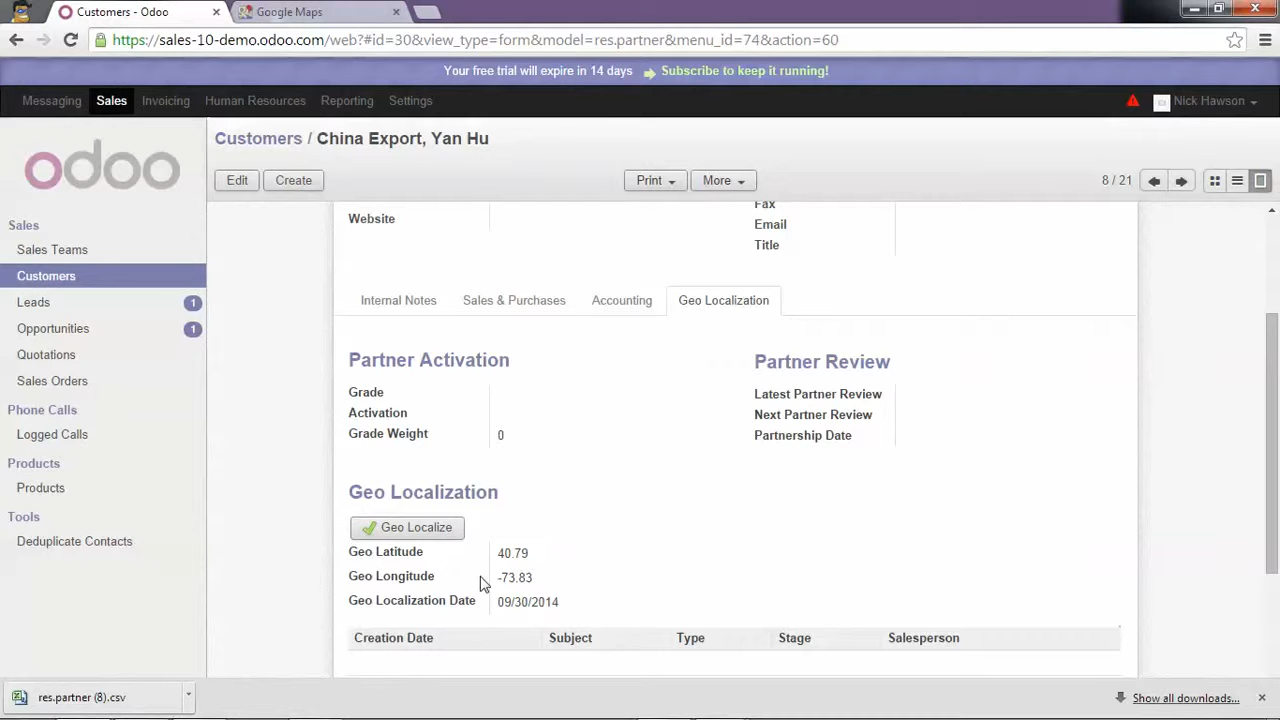 Customers - Odoo
Google Maps
https://sales-10-demo.odoo.com/web?#id=30&view_type=form&model=res.partner&menu_id=74&action=60
Your free trial will expire in 14 days Subscribe to keep it running!
Messaging Sales Invoicing Human Resources Reporting Settings Nick Hawson
odoo
Customers / China Export, Yan Hu
Edit Create Print More 8 / 21
Sales
Sales Teams
Customers
Leads 1
Opportunities 1
Quotations
Sales Orders
Phone Calls
Logged Calls
Products
Products
Tools
Deduplicate Contacts
Fax
Website
Email
Title
Internal Notes Sales & Purchases Accounting Geo Localization
Partner Activation
Grade
Activation
Grade Weight 0
Partner Review
Latest Partner Review
Next Partner Review
Partnership Date
Geo Localization
Geo Localize
Geo Latitude 40.79
Geo Longitude -73.83
Geo Localization Date 09/30/2014
Creation Date Subject Type Stage Salesperson
res.partner (8).csv
Show all downloads...